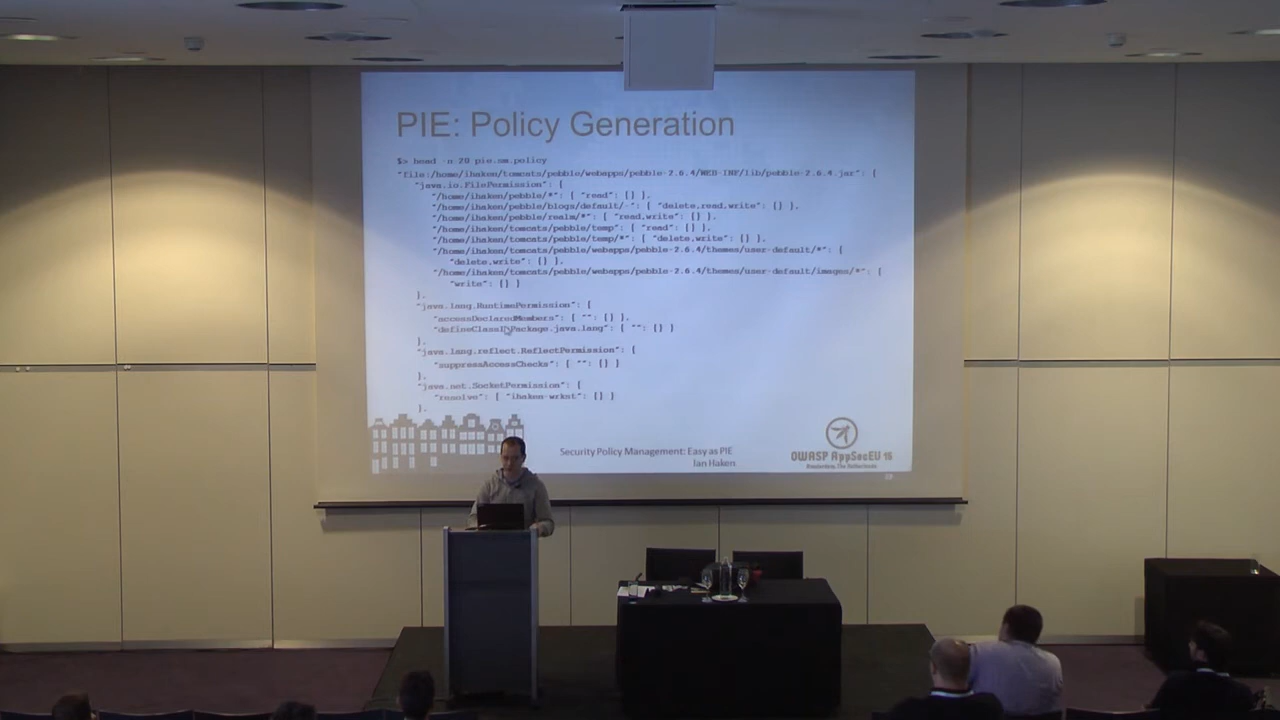 PIE: Policy Generation
$> head -n 20 pie.sm.policy
"file:/home/ihaken/tomcats/pebble/webapps/pebble-2.6.4/WEB-INF/lib/pebble-2.6.4.jar": {
"java.io.FilePermission": {
"/home/ihaken/pebble/*": { "read": {} },
"/home/ihaken/pebble/blogs/default/-": { "delete,read,write": {} },
"/home/ihaken/pebble/realm/*": { "read,write": {} },
"/home/ihaken/tomcats/pebble/temp": { "read": {} },
"/home/ihaken/tomcats/pebble/temp/*": { "delete,write": {} },
"/home/ihaken/tomcats/pebble/webapps/pebble-2.6.4/themes/user-default/*": {
"delete,write": {} },
"/home/ihaken/tomcats/pebble/webapps/pebble-2.6.4/themes/user-default/images/*": {
"write": {} }
},
"java.lang.RuntimePermission": {
"accessDeclaredMembers": { "": {} },
"defineClassInPackage.java.lang": { "": {} }
},
"java.lang.reflect.ReflectPermission": {
"suppressAccessChecks": { "": {} }
},
"java.net.SocketPermission": {
"resolve": { "ihaken-wrkst": {} }
},
Security Policy Management: Easy as PIE
Ian Haken
OWASP AppSecEU 15
Amsterdam, The Netherlands